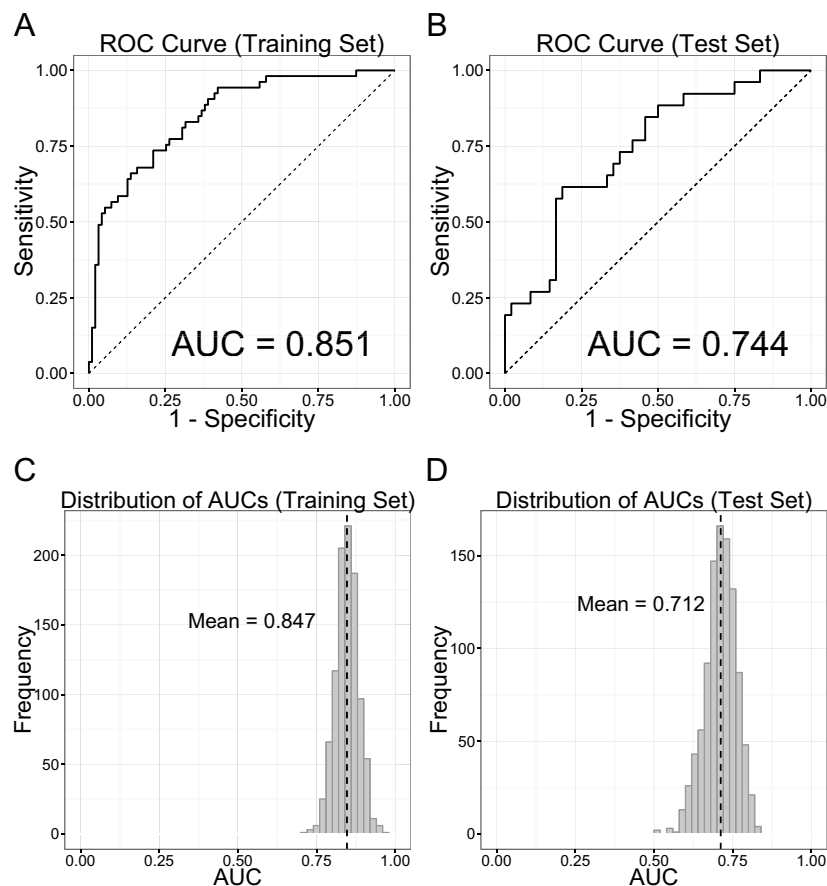 A
ROC Curve (Training Set)
1.00
0.75
0.50
0.25
0.00
Sensitivity
AUC = 0.851
0.00 0.25 0.50 0.75 1.00
1 - Specificity
B
ROC Curve (Test Set)
1.00
0.75
0.50
0.25
0.00
Sensitivity
AUC = 0.744
0.00 0.25 0.50 0.75 1.00
1 - Specificity
C
Distribution of AUCs (Training Set)
200
150
100
50
0
Frequency
Mean = 0.847
0.00 0.25 0.50 0.75 1.00
AUC
D
Distribution of AUCs (Test Set)
150
100
50
0
Frequency
Mean = 0.712
0.00 0.25 0.50 0.75 1.00
AUC